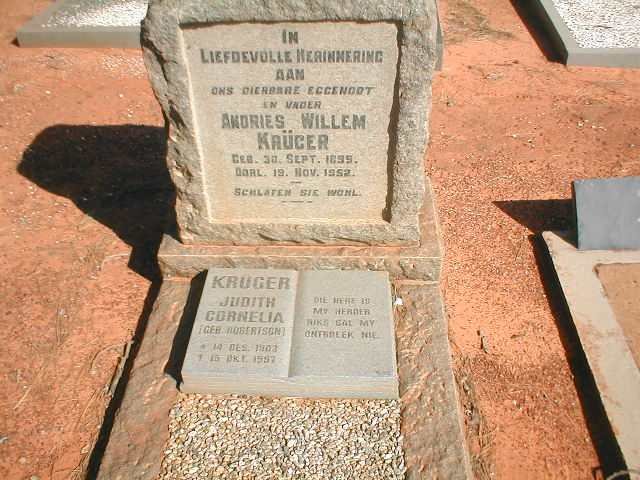 IN
LIEFDEVOLLE HERINNERING
AAN
ONS DIERBARE EGGENOOT
EN VADER
ANDRIES WILLEM
KRÜGER
GEB. 30. SEPT. 1899.
OORL. 19. NOV. 1952.
SCHLAFEN SIE WOHL.
KRÜGER
JUDITH
CORNELIA
(GEB. ROBERTSON)
* 14 DES. 1903
† 15 OKT. 1997
DIE HERE IS
MY HERDER
NIKS SAL MY
ONTBREEK NIE.